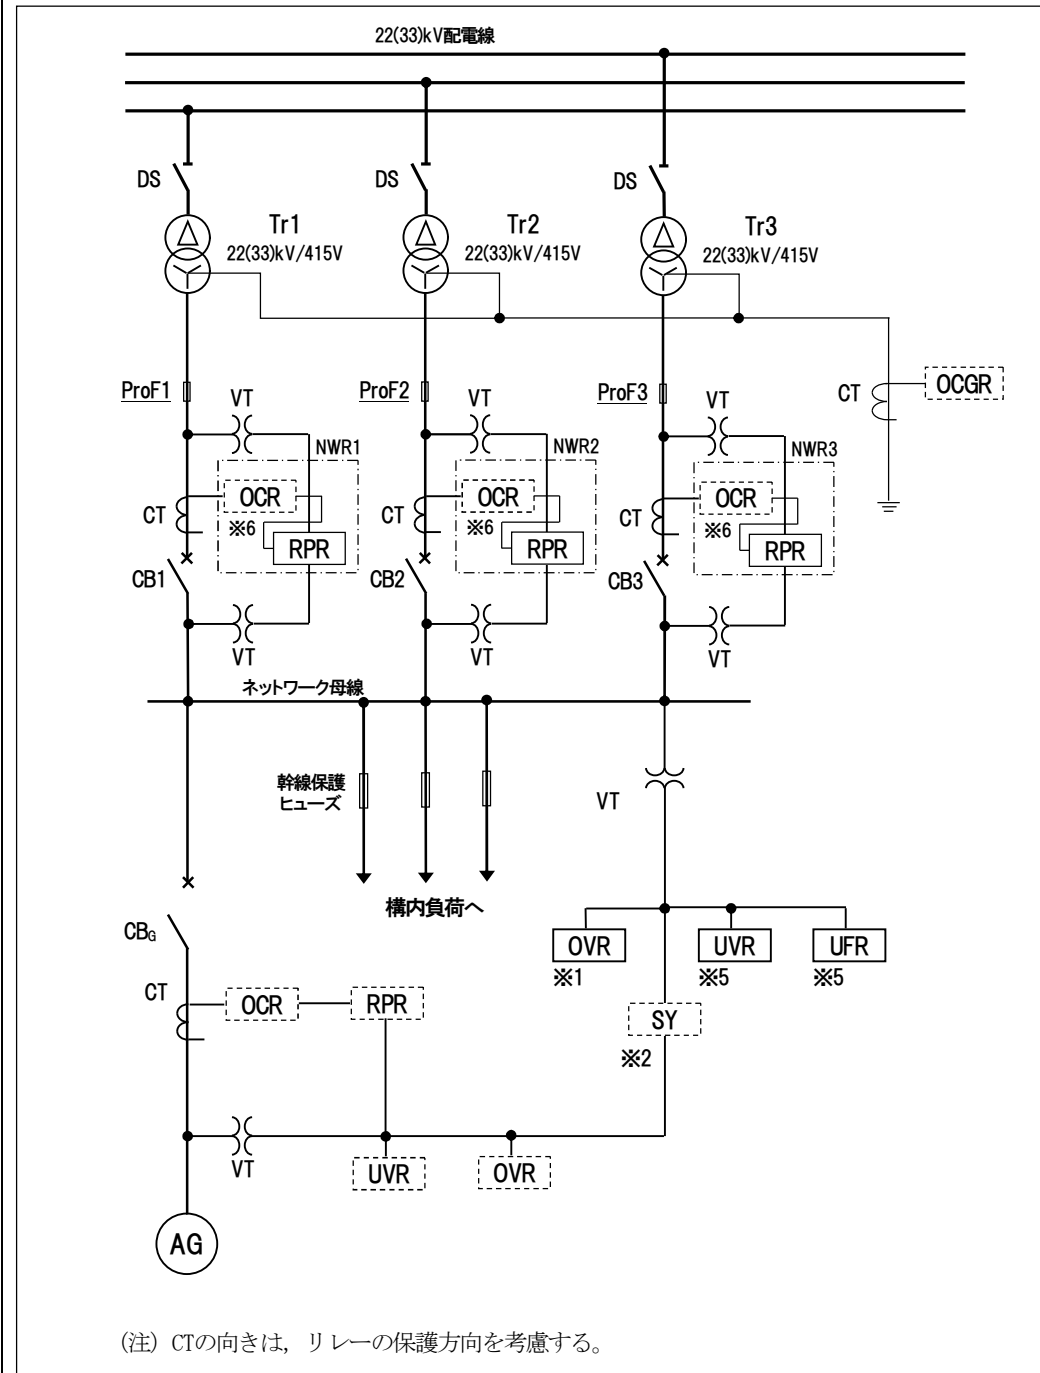 22(33)kV配電線
DS
DS
DS
Tr1
22(33)kV/415V
Tr2
22(33)kV/415V
Tr3
22(33)kV/415V
ProF1
VT
ProF2
VT
ProF3
VT
CT
OCGR
NWR1
NWR2
NWR3
CT
OCR
※6
RPR
CT
OCR
※6
RPR
CT
OCR
※6
RPR
CB1
CB2
CB3
VT
VT
VT
ネットワーク母線
幹線保護
ヒューズ
VT
構内負荷へ
CBG
OVR
※1
UVR
※5
UFR
※5
CT
OCR
RPR
SY
※2
VT
UVR
OVR
AG
(注) CTの向きは，リレーの保護方向を考慮する。